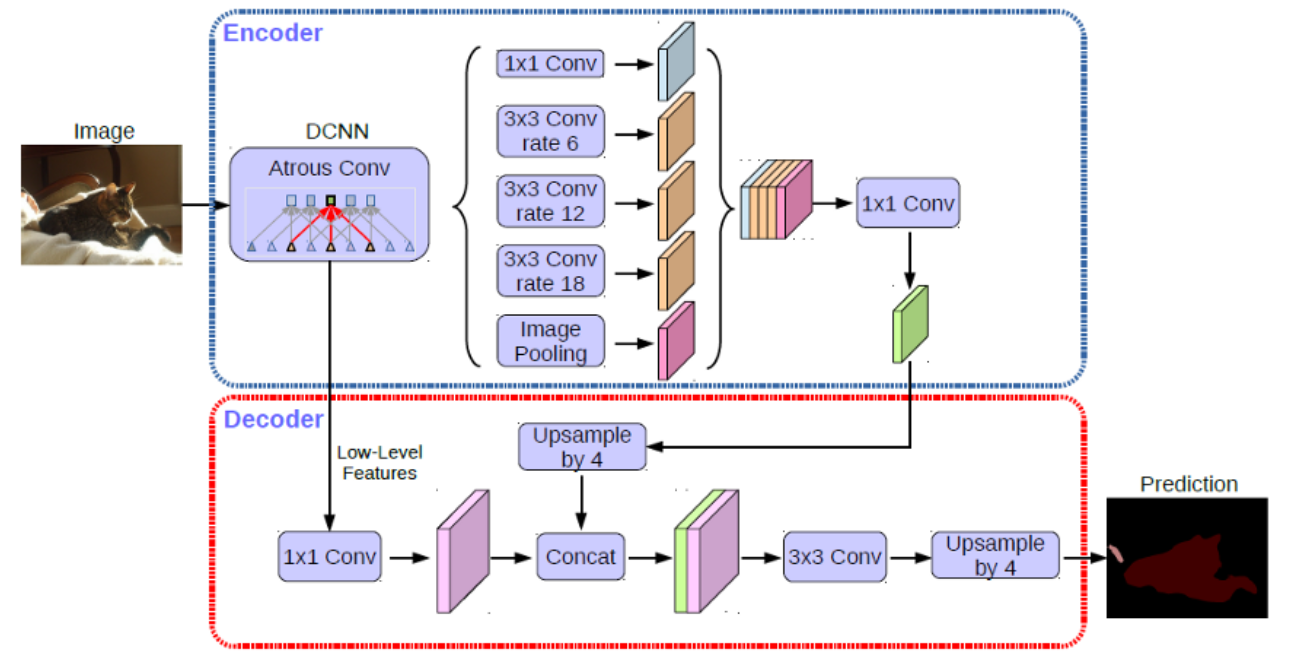 Encoder
Image
DCNN
Atrous Conv
1x1 Conv
3x3 Conv
rate 6
3x3 Conv
rate 12
3x3 Conv
rate 18
Image
Pooling
1x1 Conv
Decoder
Low-Level
Features
Upsample
by 4
1x1 Conv
Concat
3x3 Conv
Upsample
by 4
Prediction